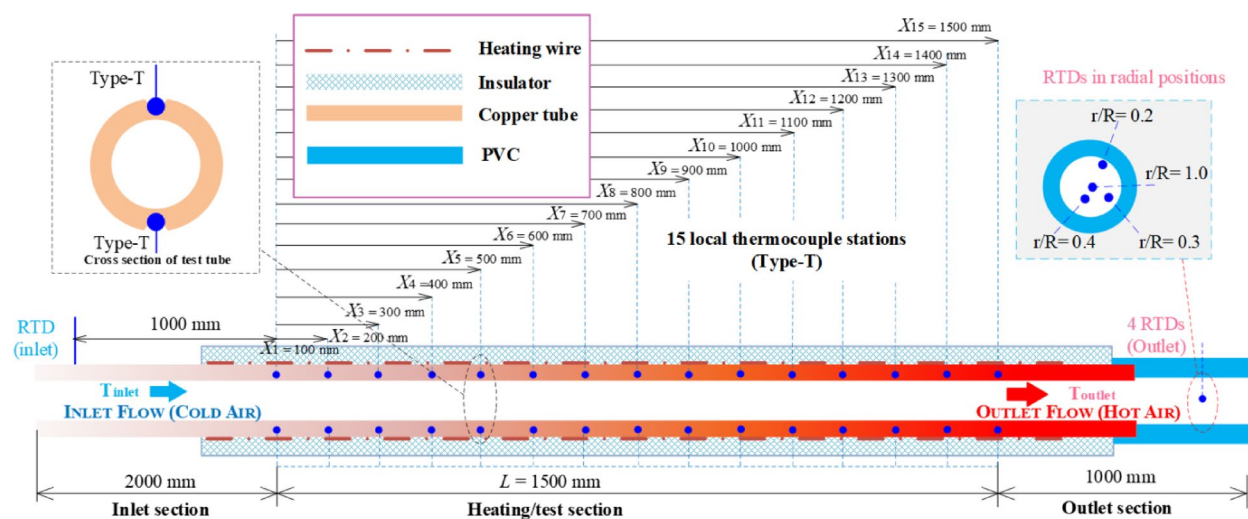 Heating wire
Insulator
Copper tube
PVC
X15 = 1500 mm
X14 = 1400 mm
X13 = 1300 mm
X12 = 1200 mm
X11 = 1100 mm
X10 = 1000 mm
X9 = 900 mm
X8 = 800 mm
X7 = 700 mm
X6 = 600 mm
X5 = 500 mm
X4 = 400 mm
X3 = 300 mm
X2 = 200 mm
X1 = 100 mm
Type-T
Type-T
Cross section of test tube
15 local thermocouple stations
(Type-T)
RTDs in radial positions
r/R= 0.2
r/R= 1.0
r/R= 0.4
r/R= 0.3
RTD
(inlet)
1000 mm
4 RTDs
(Outlet)
Tinlet
INLET FLOW (COLD AIR)
Toutlet
OUTLET FLOW (HOT AIR)
2000 mm
Inlet section
L = 1500 mm
Heating/test section
1000 mm
Outlet section